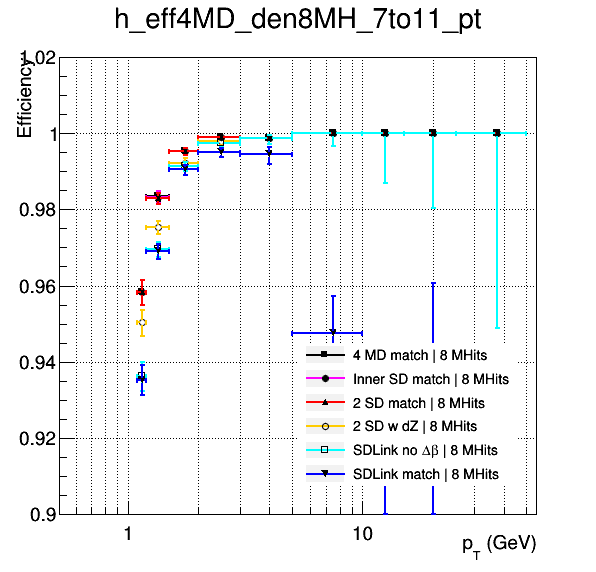 h_eff4MD_den8MH_7to11_pt
Efficiency
1.02
1
0.98
0.96
0.94
0.92
0.9
4 MD match | 8 MHits
Inner SD match | 8 MHits
2 SD match | 8 MHits
2 SD w dZ | 8 MHits
SDLink no Δβ | 8 MHits
SDLink match | 8 MHits
1
10
p_T (GeV)